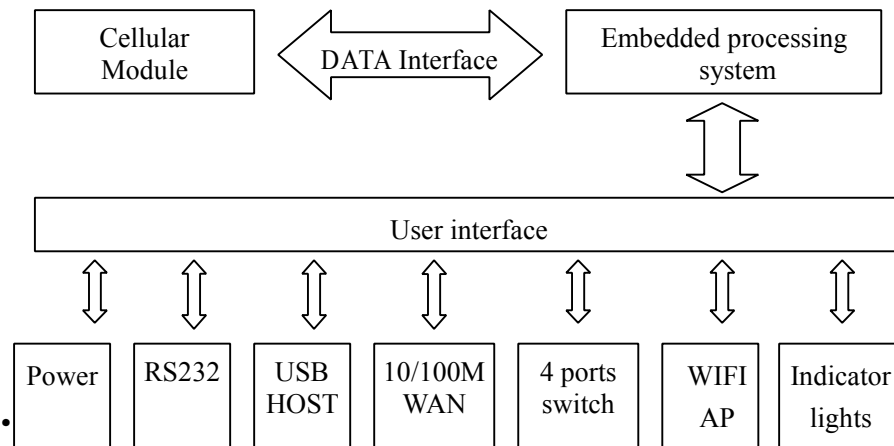 Cellular
Module
DATA Interface
Embedded processing
system
User interface
Power
RS232
USB
HOST
10/100M
WAN
4 ports
switch
WIFI
AP
Indicator
lights